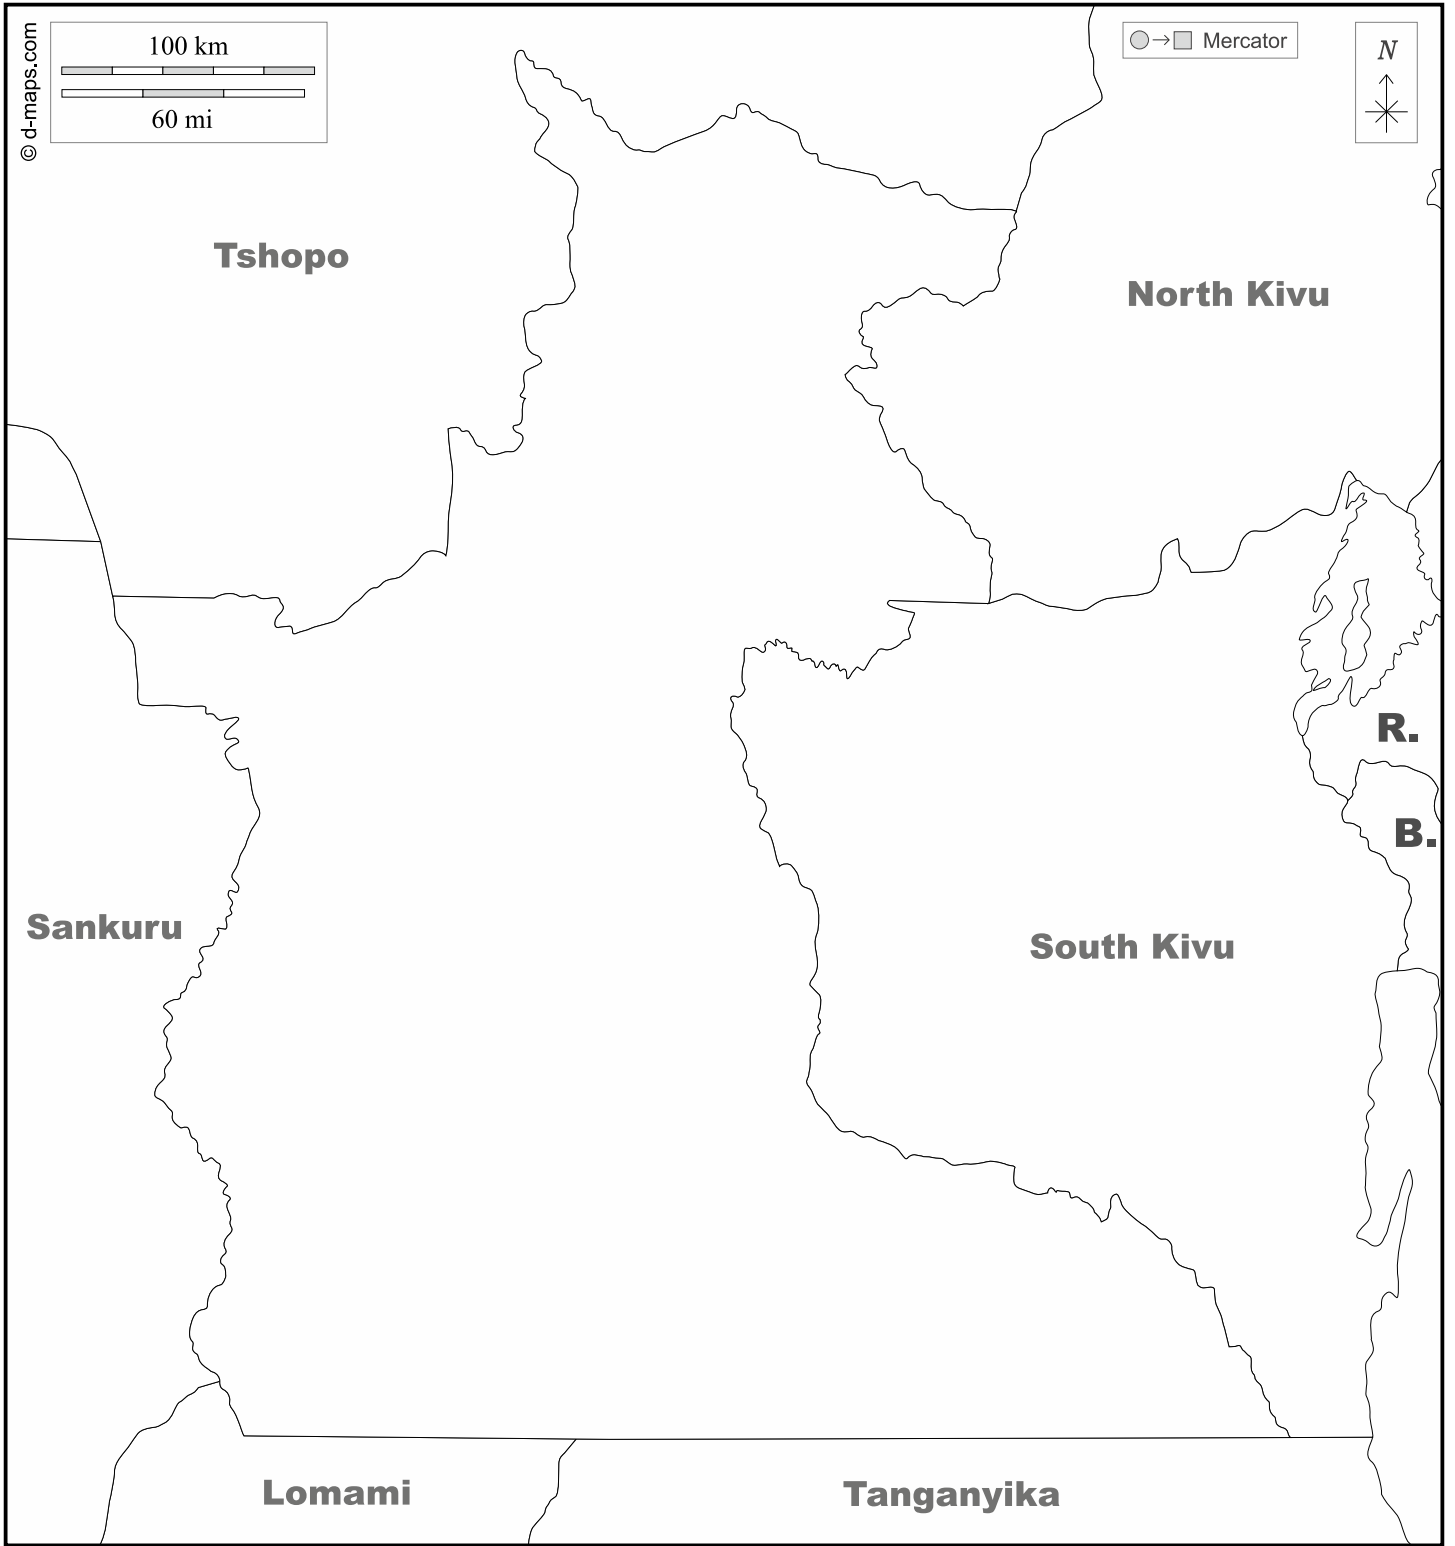 © d-maps.com
100 km
60 mi
Mercator
N
Tshopo
North Kivu
R.
B.
Sankuru
South Kivu
Lomami
Tanganyika